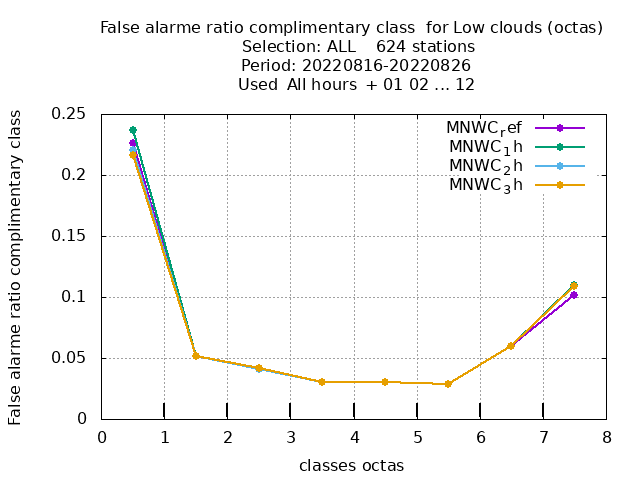 False alarme ratio complimentary class  for Low clouds (octas)
Selection: ALL    624 stations
Period: 20220816-20220826
Used  All hours  + 01 02 ... 12
False alarme ratio complimentary class
0.25
0.2
0.15
0.1
0.05
0
MNWC_ref
MNWC_1h
MNWC_2h
MNWC_3h
0 1 2 3 4 5 6 7 8
classes octas